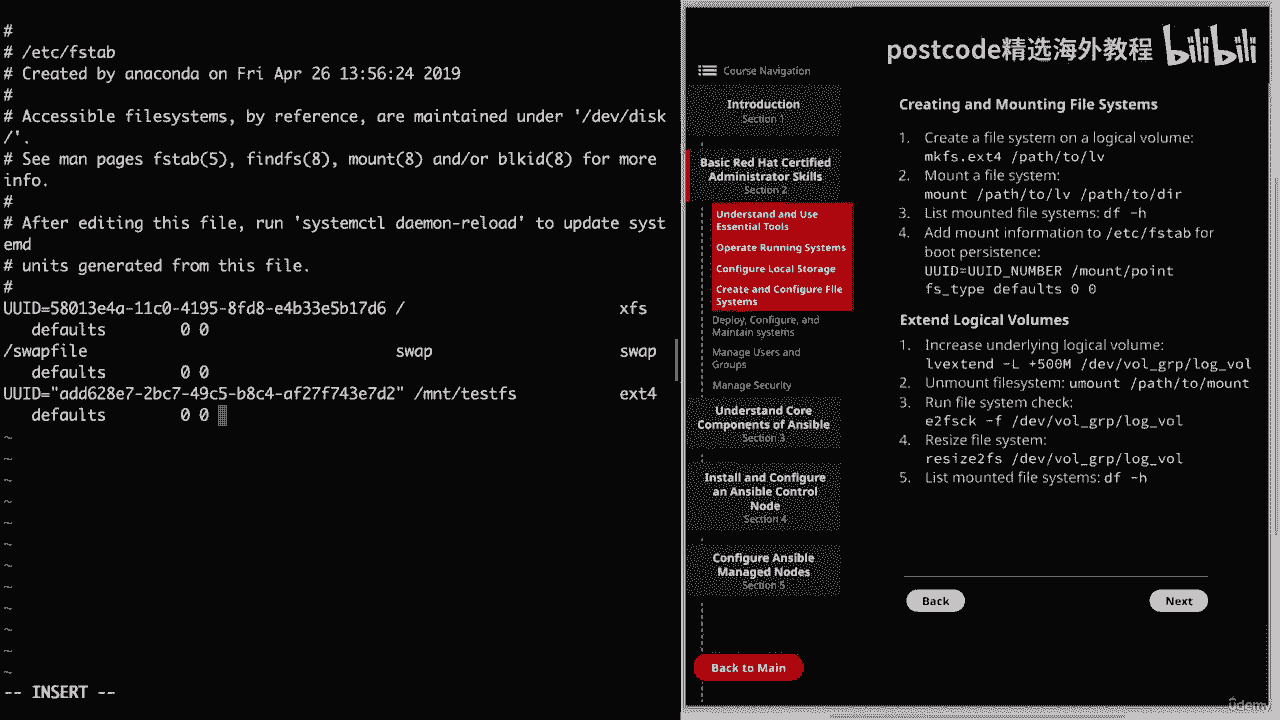 #
# /etc/fstab
# Created by anaconda on Fri Apr 26 13:56:24 2019
#
# Accessible filesystems, by reference, are maintained under '/dev/disk
/'.
# See man pages fstab(5), findfs(8), mount(8) and/or blkid(8) for more
info.
#
# After editing this file, run 'systemctl daemon-reload' to update syst
emd
# units generated from this file.
#
UUID=58013e4a-11c0-4195-8fd8-e4b33e5b17d6 / xfs
defaults 0 0
/swapfile swap swap
defaults 0 0
UUID="add628e7-2bc7-49c5-b8c4-af27f743e7d2" /mnt/testfs ext4
defaults 0 0
~
~
~
~
~
~
~
~
~
~
~
~
-- INSERT --
postcode精选海外教程 bilibili
Course Navigation
Introduction
Section 1
Basic Red Hat Certified
Administrator Skills
Section 2
Understand and Use
Essential Tools
Operate Running Systems
Configure Local Storage
Create and Configure File
Systems
Deploy, Configure, and
Maintain systems
Manage Users and
Groups
Manage Security
Understand Core
Components of Ansible
Section 3
Install and Configure
an Ansible Control
Node
Section 4
Configure Ansible
Managed Nodes
Section 5
Back to Main
Creating and Mounting File Systems
1. Create a file system on a logical volume:
mkfs.ext4 /path/to/lv
2. Mount a file system:
mount /path/to/lv /path/to/dir
3. List mounted file systems: df -h
4. Add mount information to /etc/fstab for
boot persistence:
UUID=UUID_NUMBER /mount/point
fs_type defaults 0 0
Extend Logical Volumes
1. Increase underlying logical volume:
lvextend -L +500M /dev/vol_grp/log_vol
2. Unmount filesystem: umount /path/to/mount
3. Run file system check:
e2fsck -f /dev/vol_grp/log_vol
4. Resize file system:
resize2fs /dev/vol_grp/log_vol
5. List mounted file systems: df -h
Back
Next
ûdemy